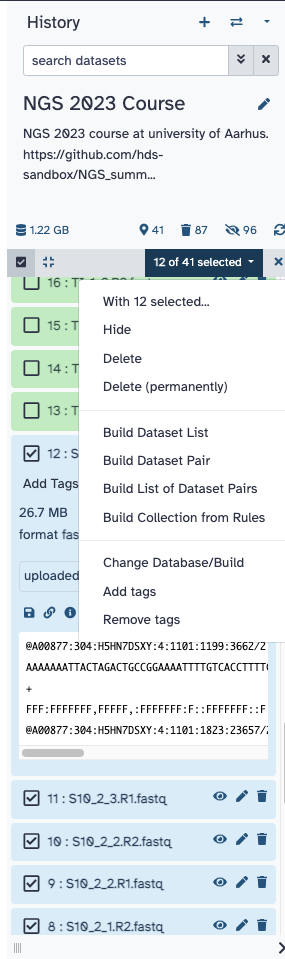 History
search datasets
NGS 2023 Course
NGS 2023 course at university of Aarhus.
https://github.com/hds-
sandbox/NGS_summ...
1.22 GB 41 87 96
12 of 41 selected
16 :
With 12 selected...
15 : T
Hide
14 : T
Delete
Delete (permanently)
13 : T
Build Dataset List
12 : S
Build Dataset Pair
Add Tags
Build List of Dataset Pairs
26.7 MB
Build Collection from Rules
format fas
Change Database/Build
uploaded
Add tags
Remove tags
@A00877:304:H5HN7DSXY:4:1101:1199:3662/2
AAAAAAATTACTAGACTGCCGGAAAATTTTGTCACCTTTT
+
FFF:FFFFFFF,FFFFF,:FFFFFFF:F::FFFFFFF::F
@A00877:304:H5HN7DSXY:4:1101:1823:23657/
11 : S10_2_3.R1.fastq
10 : S10_2_2.R2.fastq
9 : S10_2_2.R1.fastq
8 : S10_2_1.R2.fastq